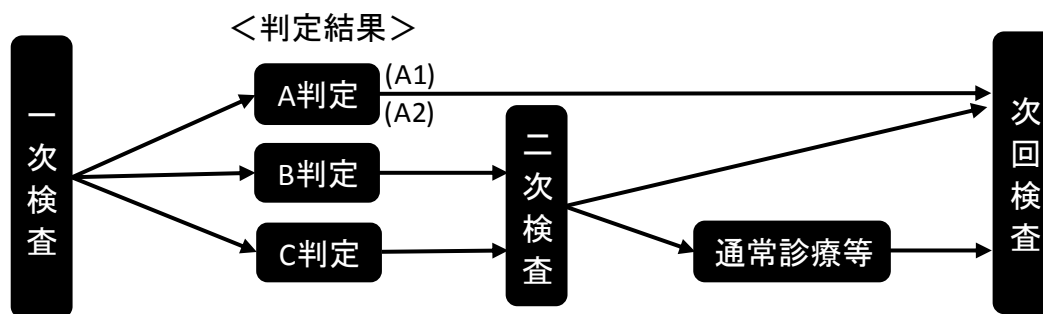 ＜判定結果＞
一次検査
A判定
(A1)
(A2)
B判定
C判定
二次検査
通常診療等
次回検査